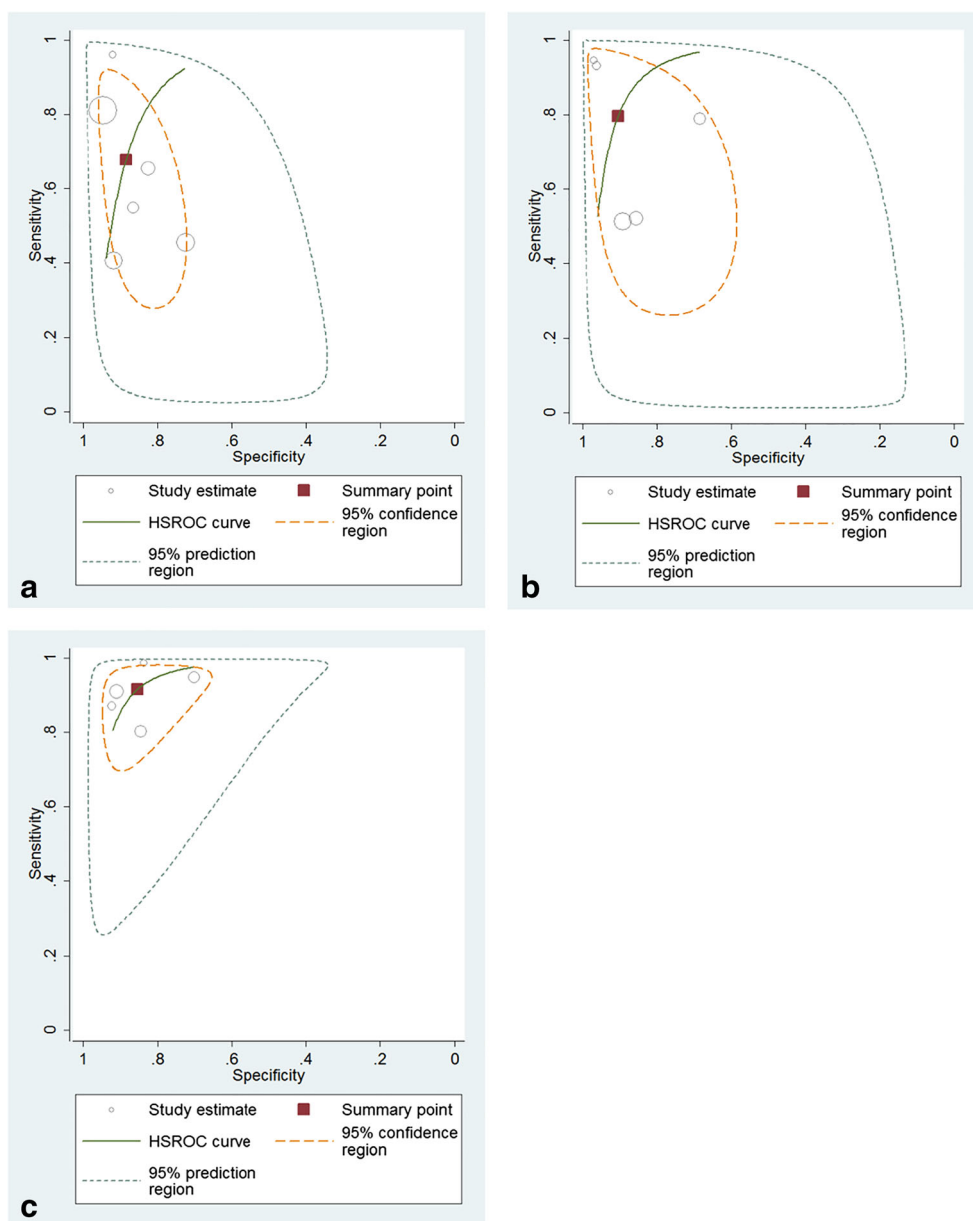 1
.8
.6
.4
.2
0
Sensitivity
1 .8 .6 .4 .2 0
Specificity
Study estimate Summary point
HSROC curve 95% confidence
region
95% prediction
region
a
1
.8
.6
.4
.2
0
Sensitivity
1 .8 .6 .4 .2 0
Specificity
Study estimate Summary point
HSROC curve 95% confidence
region
95% prediction
region
b
1
.8
.6
.4
.2
0
Sensitivity
1 .8 .6 .4 .2 0
Specificity
Study estimate Summary point
HSROC curve 95% confidence
region
95% prediction
region
c